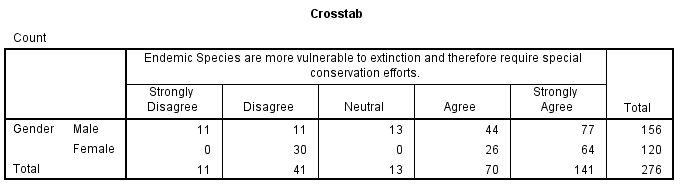 Crosstab
Count
Endemic Species are more vulnerable to extinction and therefore require special
conservation efforts.
Strongly Disagree Disagree Neutral Agree Strongly Agree Total
Gender Male 11 11 13 44 77 156
Female 0 30 0 26 64 120
Total 11 41 13 70 141 276